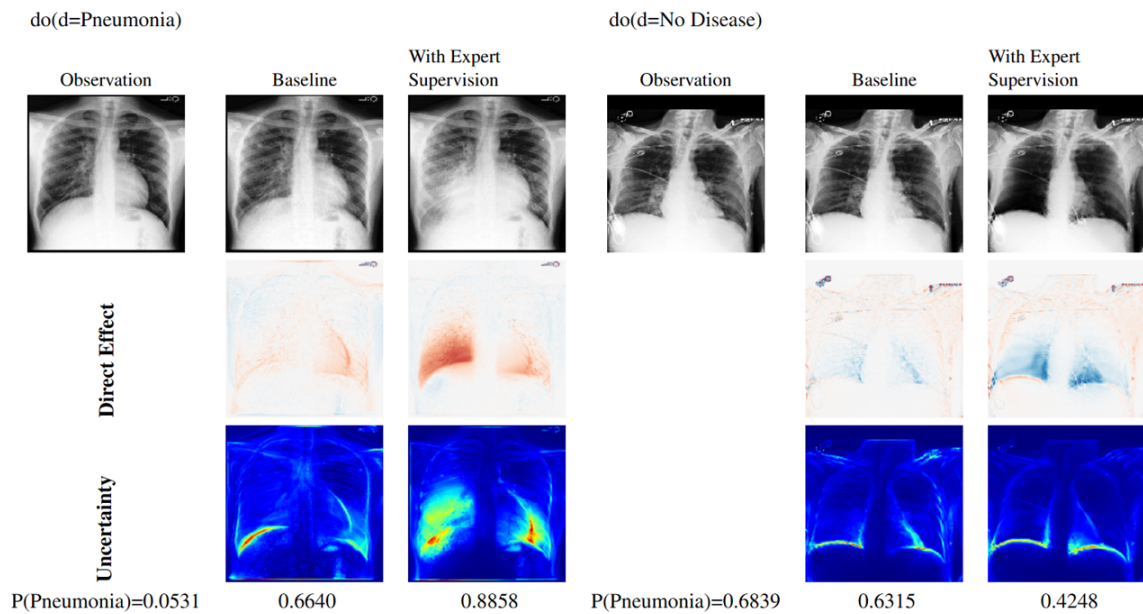 do(d=Pneumonia) do(d=No Disease)
Observation Baseline With Expert Supervision Observation Baseline With Expert Supervision
Direct Effect
Uncertainty
P(Pneumonia)=0.0531 0.6640 0.8858 P(Pneumonia)=0.6839 0.6315 0.4248